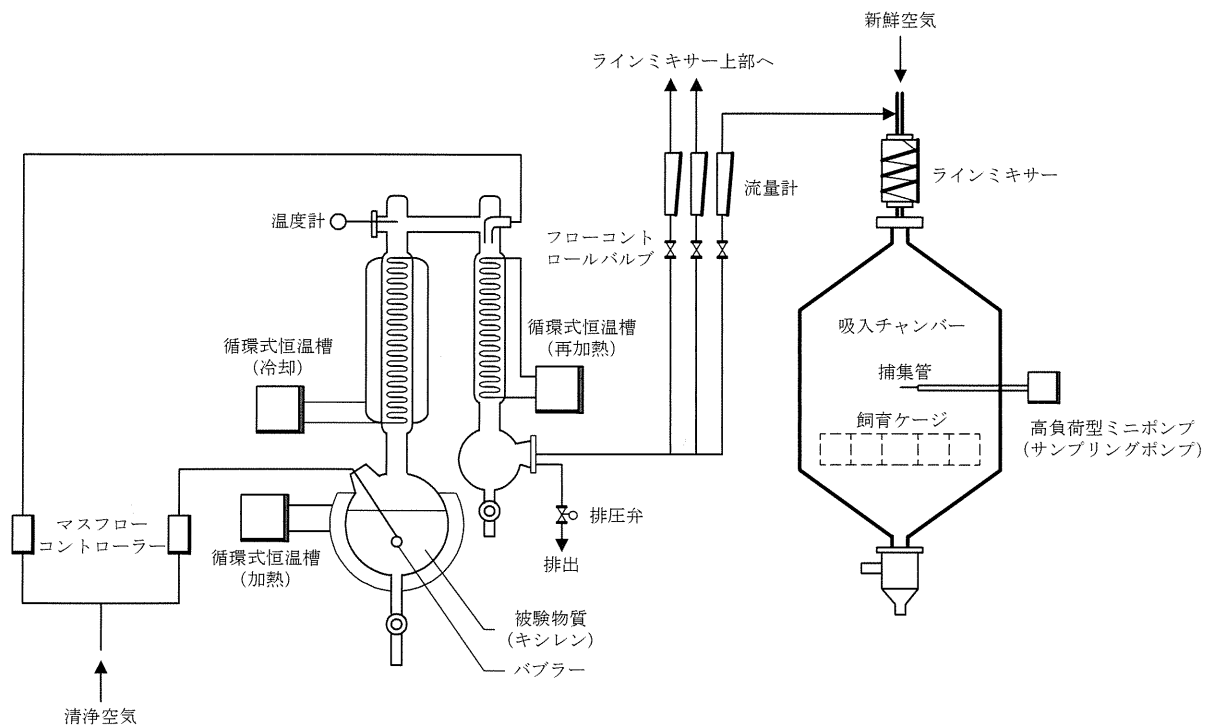 新鮮空気
ラインミキサー上部へ
ラインミキサー
流量計
温度計
フローコント
ロールバルブ
吸入チャンバー
循環式恒温槽
(再加熱)
循環式恒温槽
(冷却)
捕集管
飼育ケージ
高負荷型ミニポンプ
(サンプリングポンプ)
マスフロー
コントローラー
排圧弁
循環式恒温槽
(加熱)
排出
被験物質
(キシレン)
バブラー
清浄空気